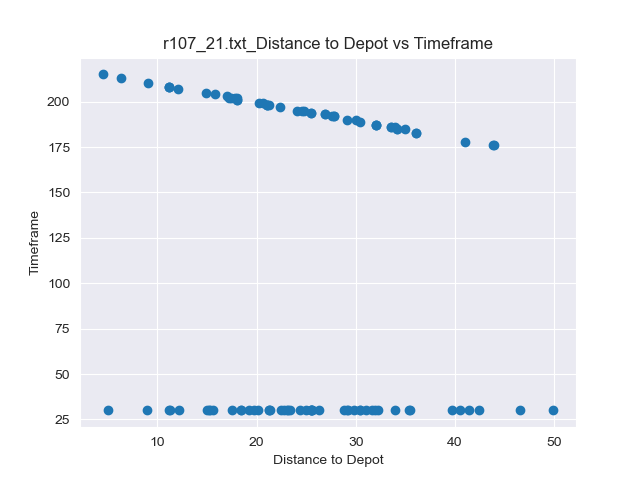 r107_21.txt_Distance to Depot vs Timeframe
200
175
150
125
100
75
50
25
Timeframe
10 20 30 40 50
Distance to Depot